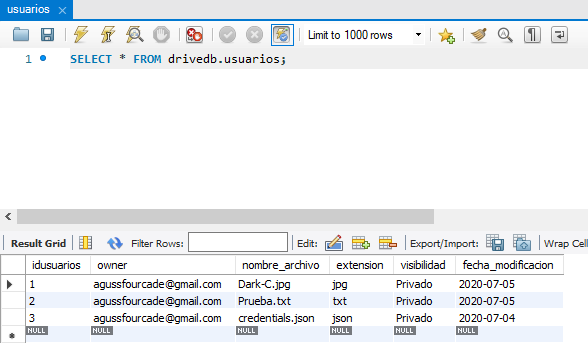 usuarios
Limit to 1000 rows
1 SELECT * FROM drivedb.usuarios;
Result Grid Filter Rows: Edit: Export/Import: Wrap Cell
idusuarios owner nombre_archivo extension visibilidad fecha_modificacion
1 agussfourcade@gmail.com Dark-C.jpg jpg Privado 2020-07-05
2 agussfourcade@gmail.com Prueba.txt txt Privado 2020-07-05
3 agussfourcade@gmail.com credentials.json json Privado 2020-07-04
NULL NULL NULL NULL NULL NULL